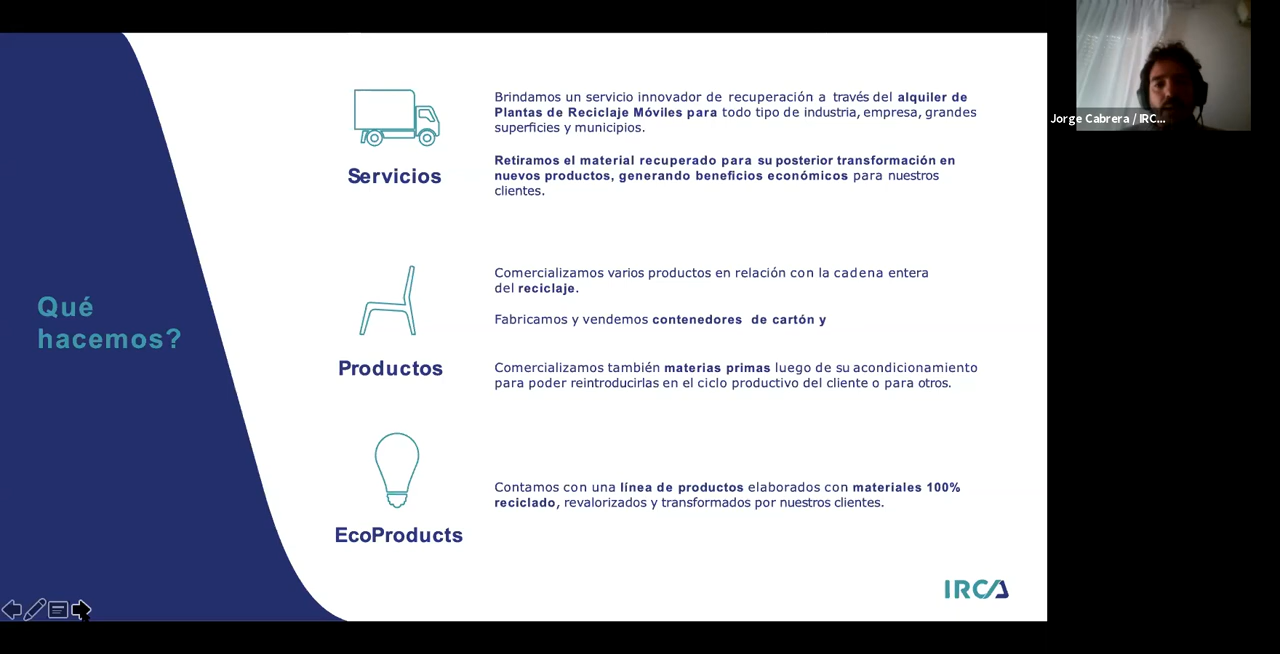 Qué
hacemos?
Servicios
Brindamos un servicio innovador de recuperación a través del alquiler de
Plantas de Reciclaje Móviles para todo tipo de industria, empresa, grandes
superficies y municipios.
Retiramos el material recuperado para su posterior transformación en
nuevos productos, generando beneficios económicos para nuestros
clientes.
Productos
Comercializamos varios productos en relación con la cadena entera
del reciclaje.
Fabricamos y vendemos contenedores de cartón y
Comercializamos también materias primas luego de su acondicionamiento
para poder reintroducirlas en el ciclo productivo del cliente o para otros.
EcoProducts
Contamos con una línea de productos elaborados con materiales 100%
reciclado, revalorizados y transformados por nuestros clientes.
IRCA
Jorge Cabrera / IRC...